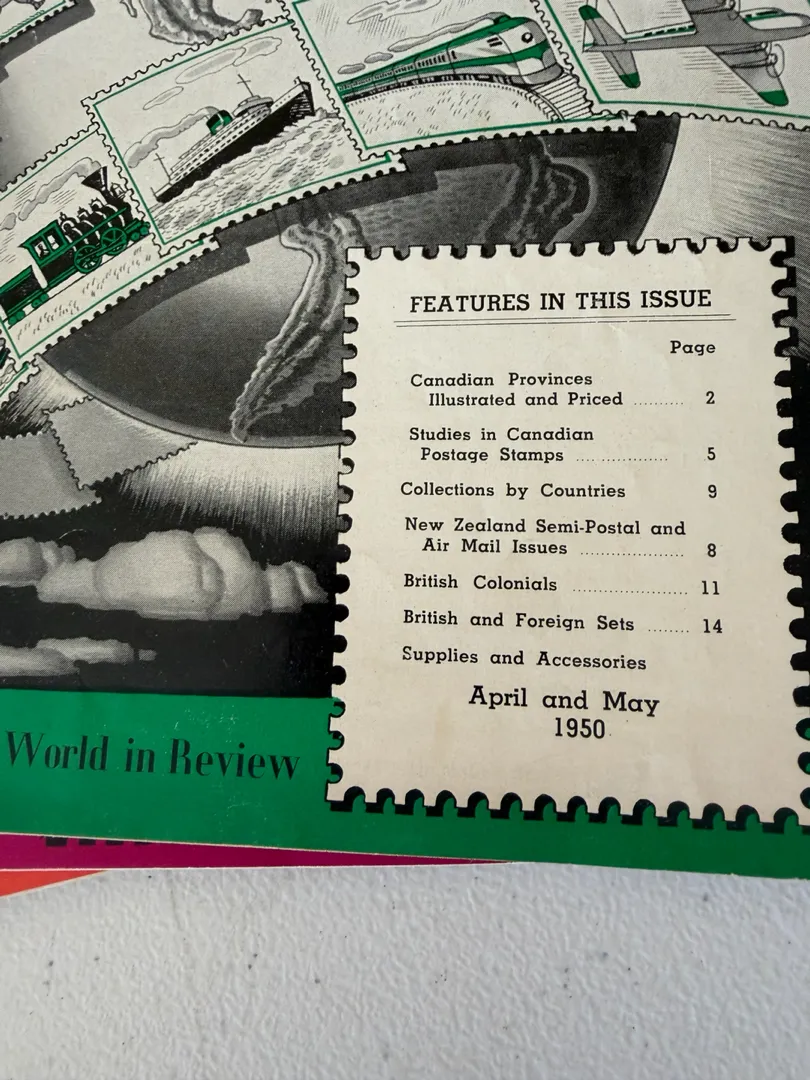 FEATURES IN THIS ISSUE
Page
Canadian Provinces
Illustrated and Priced .......... 2
Studies in Canadian
Postage Stamps .... .............. 5
Collections by Countries 9
New Zealand Semi-Postal and
Air Mail Issues ..................... 8
British Colonials ....................... 11
British and Foreign Sets ........ 14
Supplies and Accessories
April and May
1950
World in Review